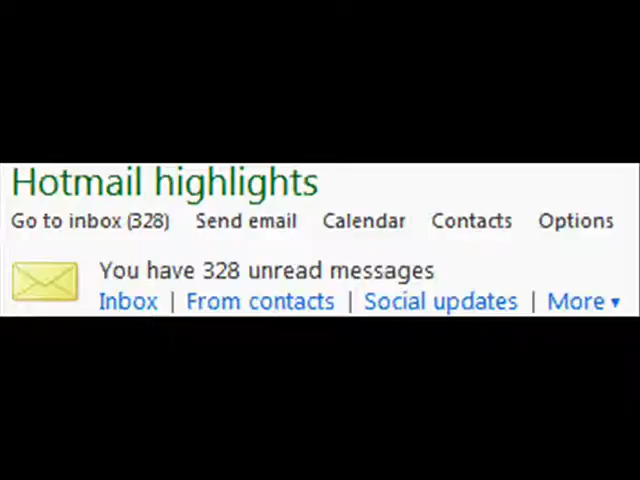 Hotmail highlights
Go to inbox (328) Send email Calendar Contacts Options
You have 328 unread messages
Inbox | From contacts | Social updates | More ▾